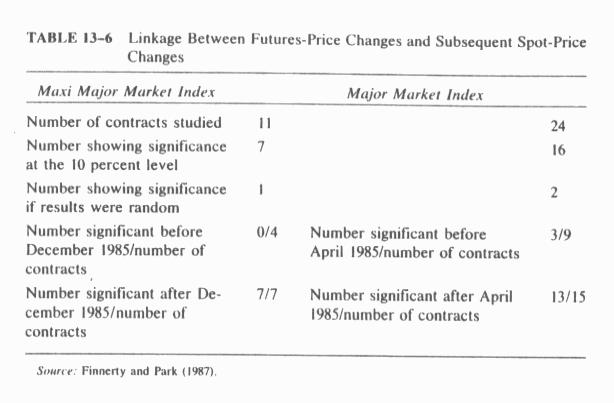 TABLE 13-6 Linkage Between Futures-Price Changes and Subsequent Spot-Price
Changes
Maxi Major Market Index Major Market Index
Number of contracts studied 11 24
Number showing significance 7 16
at the 10 percent level
Number showing significance 1 2
if results were random
Number significant before 0/4 Number significant before 3/9
December 1985/number of April 1985/number of contracts
contracts
Number significant after De- 7/7 Number significant after April 13/15
cember 1985/number of 1985/number of contracts
contracts
Source: Finnerty and Park (1987).